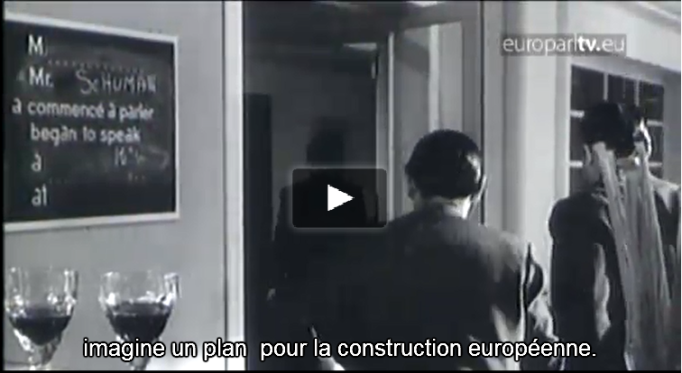 europarltv.eu
M.
Mr. SCHUMAN
a commencé à parler
began to speak
à
at
imagine un plan pour la construction européenne.